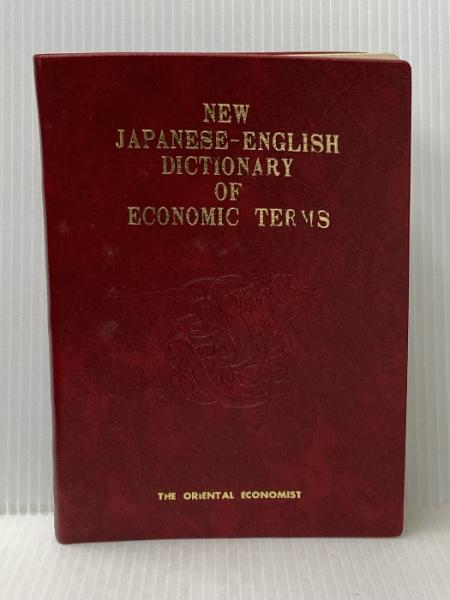 NEW
JAPANESE-ENGLISH
DICTIONARY
OF
ECONOMIC TERMS
THE ORIENTAL ECONOMIST